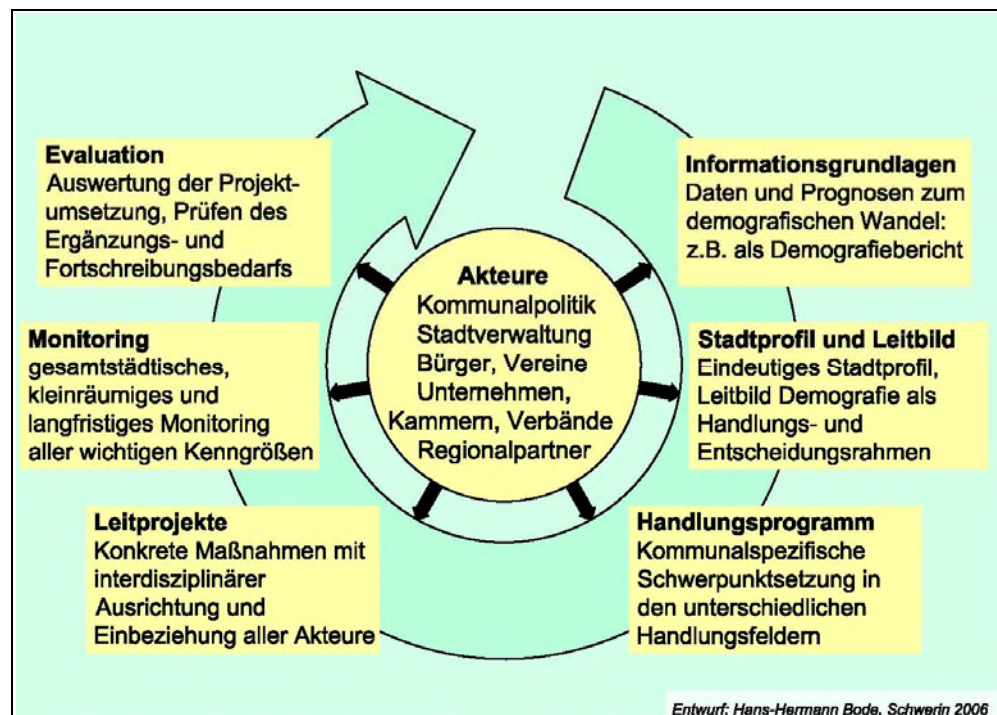 Evaluation
Auswertung der Projekt-
umsetzung, Prüfen des
Ergänzungs- und
Fortschreibungsbedarfs
Informationsgrundlagen
Daten und Prognosen zum
demografischen Wandel:
z.B. als Demografiebericht
Akteure
Kommunalpolitik
Stadtverwaltung
Bürger, Vereine
Unternehmen,
Kammern, Verbände
Regionalpartner
Monitoring
gesamtstädtisches,
kleinräumiges und
langfristiges Monitoring
aller wichtigen Kenngrößen
Stadtprofil und Leitbild
Eindeutiges Stadtprofil,
Leitbild Demografie als
Handlungs- und
Entscheidungsrahmen
Leitprojekte
Konkrete Maßnahmen mit
interdisziplinärer
Ausrichtung und
Einbeziehung aller Akteure
Handlungsprogramm
Kommunalspezifische
Schwerpunktsetzung in
den unterschiedlichen
Handlungsfeldern
Entwurf: Hans-Hermann Bode, Schwerin 2006